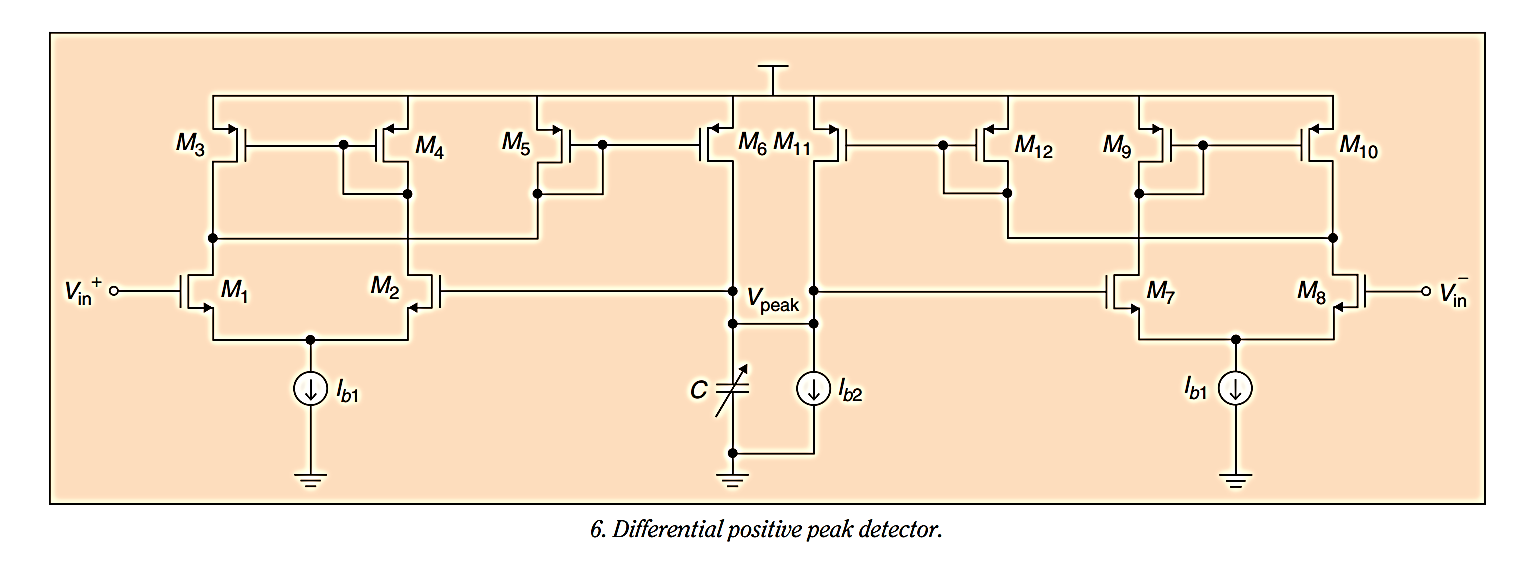 M3 M4 M5 M6 M11 M12 M9 M10
Vin+ M1 M2 Vpeak M7 M8 Vin−
Ib1 C Ib2 Ib1
6. Differential positive peak detector.